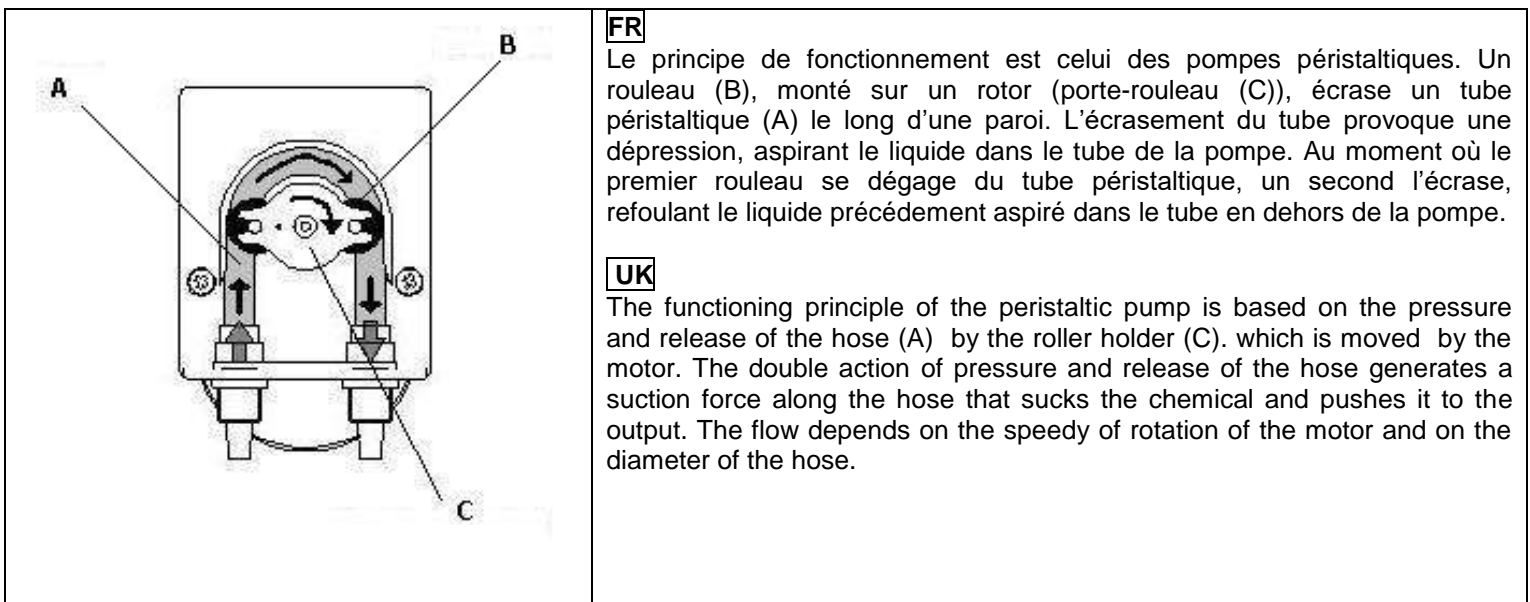 A
B
C
FR
Le principe de fonctionnement est celui des pompes péristaltiques. Un
rouleau (B), monté sur un rotor (porte-rouleau (C)), écrase un tube
péristaltique (A) le long d'une paroi. L'écrasement du tube provoque une
dépression, aspirant le liquide dans le tube de la pompe. Au moment où le
premier rouleau se dégage du tube péristaltique, un second l'écrase,
refoulant le liquide précédement aspiré dans le tube en dehors de la pompe.
UK
The functioning principle of the peristaltic pump is based on the pressure
and release of the hose (A) by the roller holder (C). which is moved by the
motor. The double action of pressure and release of the hose generates a
suction force along the hose that sucks the chemical and pushes it to the
output. The flow depends on the speedy of rotation of the motor and on the
diameter of the hose.